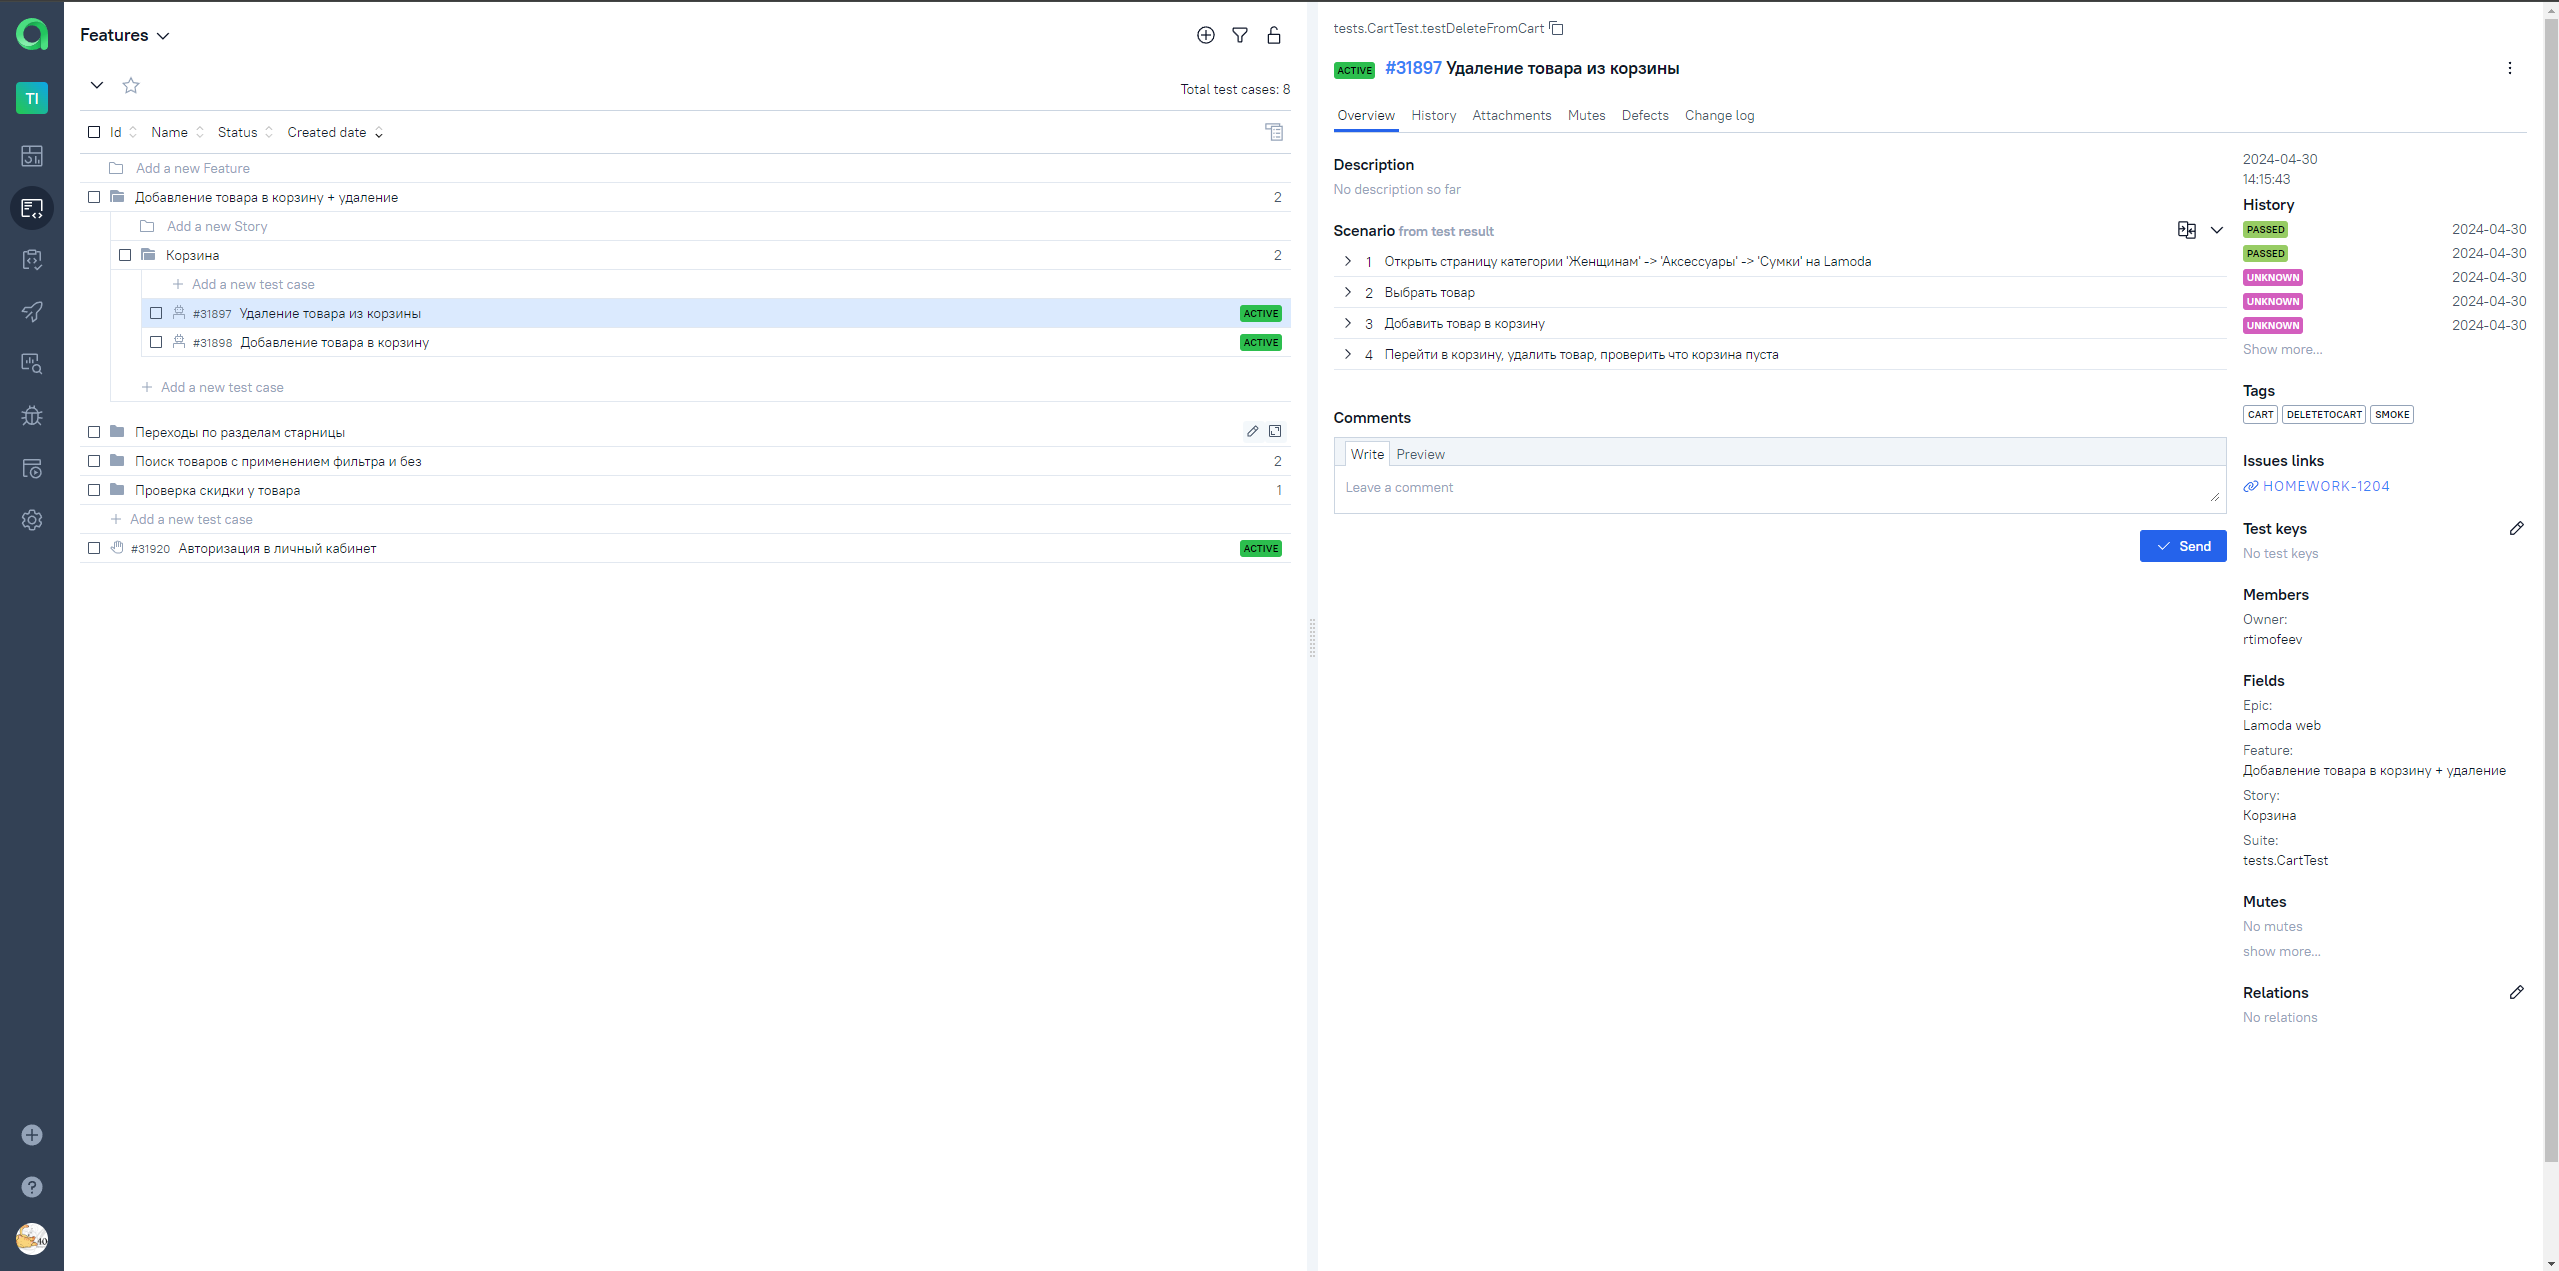 TI
Features
Total test cases: 8
Id Name Status Created date
Add a new Feature
Добавление товара в корзину + удаление 2
Add a new Story
Корзина 2
Add a new test case
#31897 Удаление товара из корзины ACTIVE
#31898 Добавление товара в корзину ACTIVE
Add a new test case
Переходы по разделам старницы
Поиск товаров с применением фильтра и без 2
Проверка скидки у товара 1
Add a new test case
#31920 Авторизация в личный кабинет ACTIVE
tests.CartTest.testDeleteFromCart
ACTIVE #31897 Удаление товара из корзины
Overview History Attachments Mutes Defects Change log
Description
No description so far
Scenario from test result
1 Открыть страницу категории 'Женщинам' -> 'Аксессуары' -> 'Сумки' на Lamoda
2 Выбрать товар
3 Добавить товар в корзину
4 Перейти в корзину, удалить товар, проверить что корзина пуста
Comments
Write Preview
Leave a comment
Send
2024-04-30
14:15:43
History
PASSED 2024-04-30
PASSED 2024-04-30
UNKNOWN 2024-04-30
UNKNOWN 2024-04-30
UNKNOWN 2024-04-30
Show more...
Tags
CART DELETETOCART SMOKE
Issues links
HOMEWORK-1204
Test keys
No test keys
Members
Owner:
rtimofeev
Fields
Epic:
Lamoda web
Feature:
Добавление товара в корзину + удаление
Story:
Корзина
Suite:
tests.CartTest
Mutes
No mutes
show more...
Relations
No relations